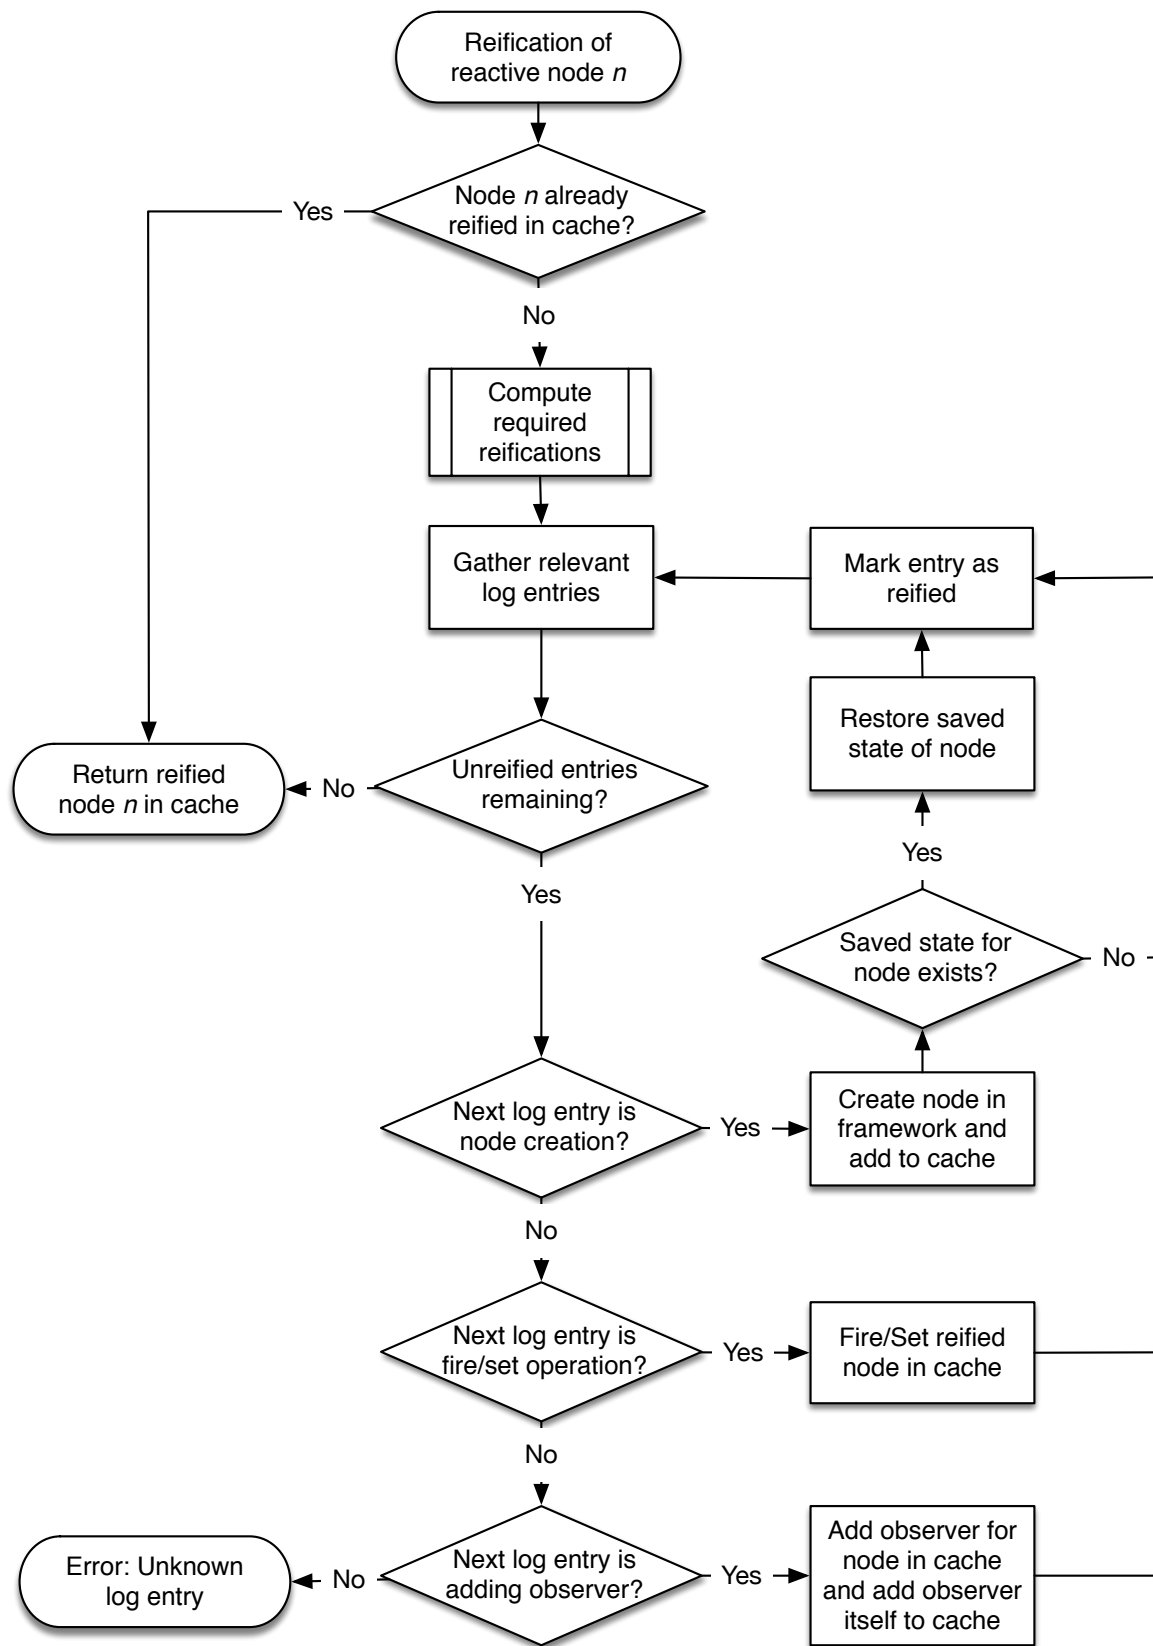 Reification of
reactive node n
Node n already
reified in cache?
Yes
No
Compute
required
reifications
Gather relevant
log entries
Mark entry as
reified
Restore saved
state of node
Unreified entries
remaining?
No
Return reified
node n in cache
Yes
Yes
Saved state for
node exists?
No
Next log entry is
node creation?
Yes
Create node in
framework and
add to cache
No
Next log entry is
fire/set operation?
Yes
Fire/Set reified
node in cache
No
Next log entry is
adding observer?
Yes
Add observer for
node in cache
and add observer
itself to cache
No
Error: Unknown
log entry